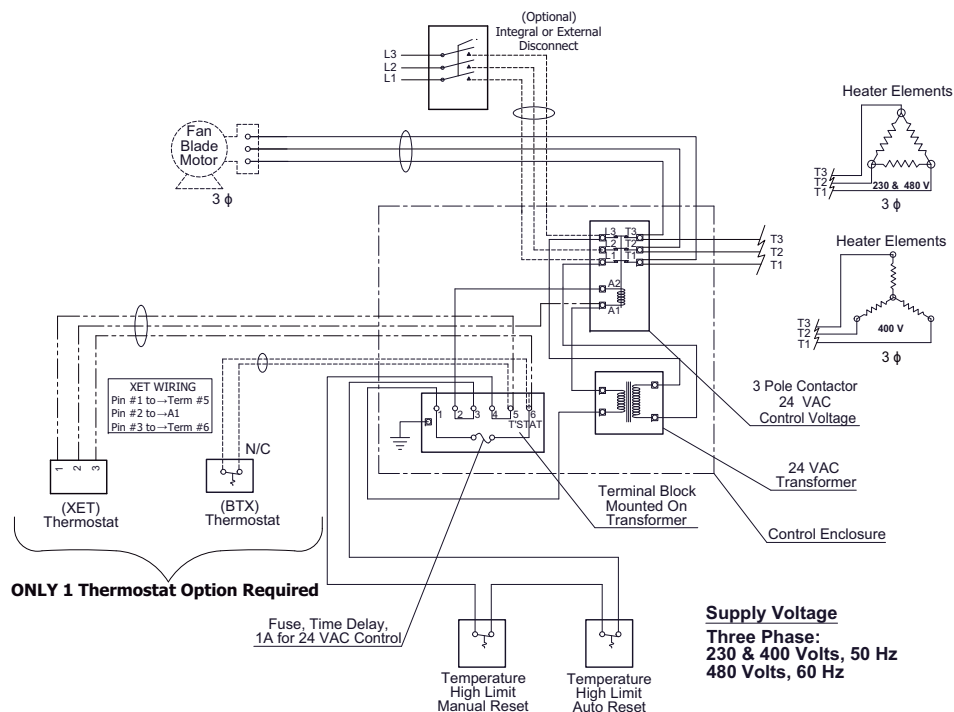 (Optional)
Integral or External
Disconnect
L3
L2
L1
Fan
Blade
Motor
3 ϕ
Heater Elements
T3
T2
T1
230 & 480 V
3 ϕ
L3 T3
L2 T2
L1 T1
A2
A1
T3
T2
T1
Heater Elements
T3
T2
T1
400 V
3 ϕ
XET WIRING
Pin #1 to→Term #5
Pin #2 to→A1
Pin #3 to→Term #6
1 2 3 4 5 6
T'STAT
3 Pole Contactor
24 VAC
Control Voltage
N/C
1 2 3
(XET)
Thermostat
(BTX)
Thermostat
24 VAC
Transformer
Terminal Block
Mounted On
Transformer
Control Enclosure
ONLY 1 Thermostat Option Required
Fuse, Time Delay,
1A for 24 VAC Control
Temperature
High Limit
Manual Reset
Temperature
High Limit
Auto Reset
Supply Voltage
Three Phase:
230 & 400 Volts, 50 Hz
480 Volts, 60 Hz